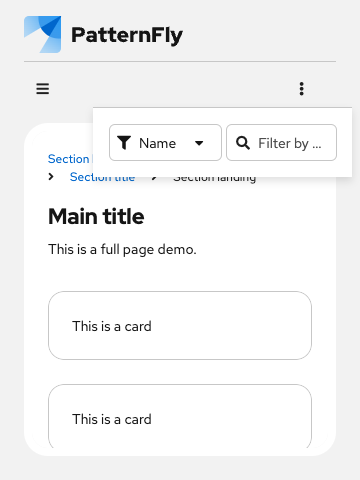 PatternFly
Name
Filter by ...
Section
Section title
Section landing
Main title
This is a full page demo.
This is a card
This is a card